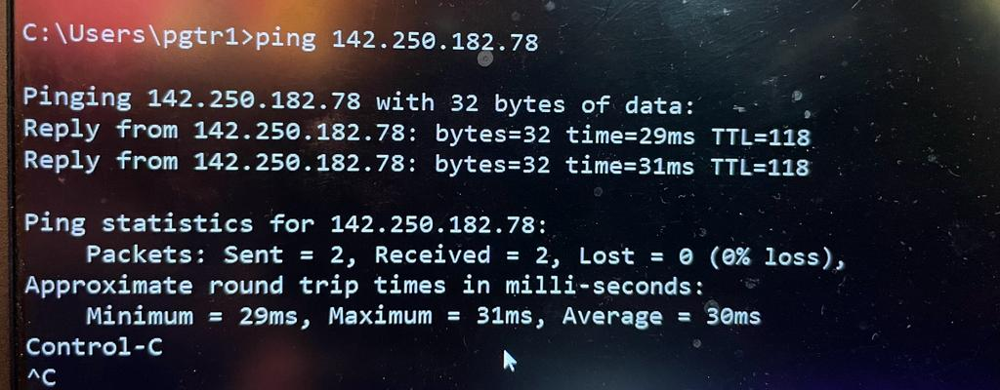 C:\Users\pgtr1>ping 142.250.182.78
Pinging 142.250.182.78 with 32 bytes of data:
Reply from 142.250.182.78: bytes=32 time=29ms TTL=118
Reply from 142.250.182.78: bytes=32 time=31ms TTL=118
Ping statistics for 142.250.182.78:
    Packets: Sent = 2, Received = 2, Lost = 0 (0% loss),
Approximate round trip times in milli-seconds:
    Minimum = 29ms, Maximum = 31ms, Average = 30ms
Control-C
^C